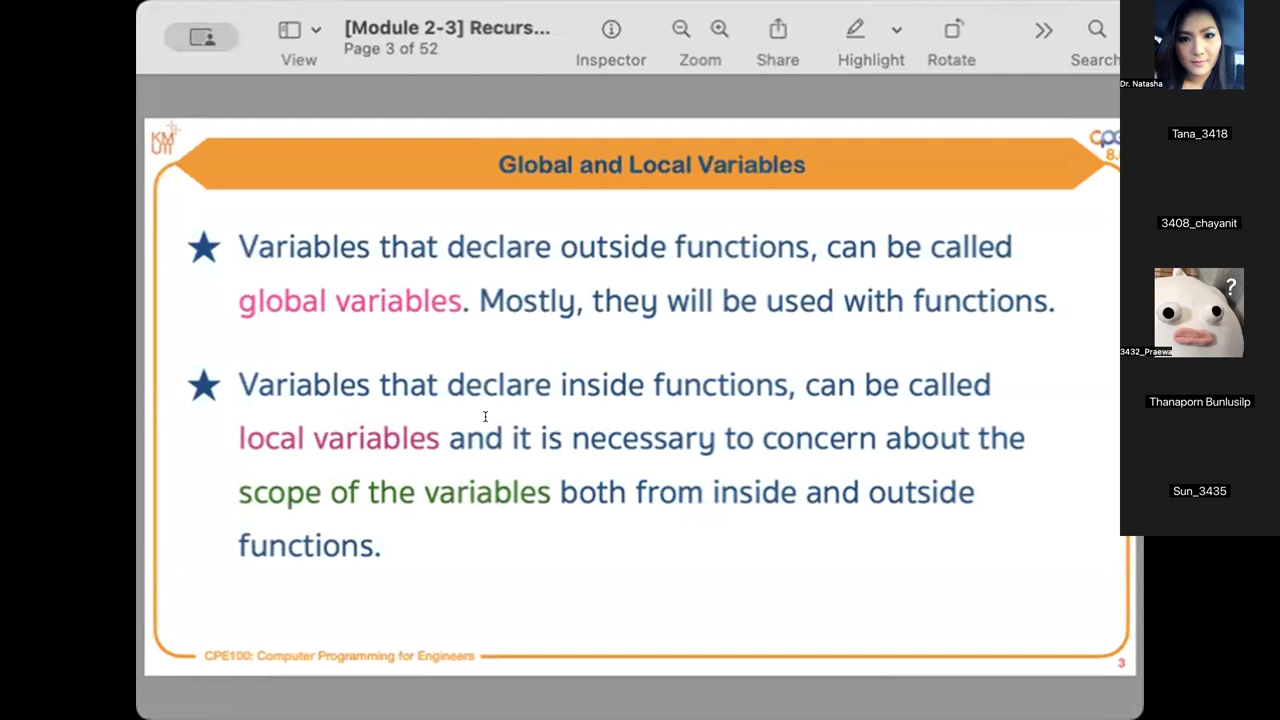 [Module 2-3] Recurs...
Page 3 of 52
View
Inspector
Zoom
Share
Highlight
Rotate
Search
KM
UTT
Global and Local Variables
Variables that declare outside functions, can be called
global variables. Mostly, they will be used with functions.
Variables that declare inside functions, can be called
local variables and it is necessary to concern about the
scope of the variables both from inside and outside
functions.
CPE100: Computer Programming for Engineers
3
Dr. Natasha
Tana_3418
3408_chayanit
?
3432_Praewa
Thanaporn Bunlusilp
Sun_3435